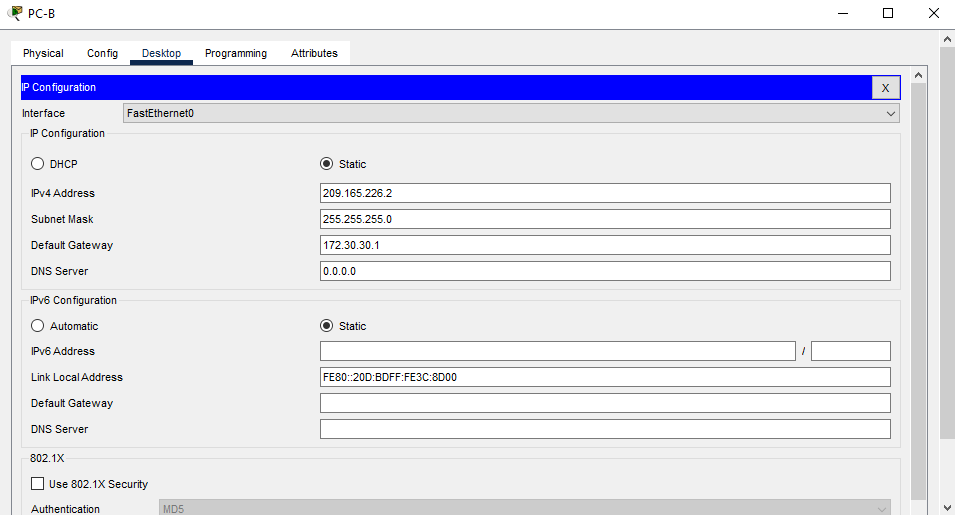 PC-B
Physical Config Desktop Programming Attributes
IP Configuration X
Interface FastEthernet0
IP Configuration
DHCP Static
IPv4 Address 209.165.226.2
Subnet Mask 255.255.255.0
Default Gateway 172.30.30.1
DNS Server 0.0.0.0
IPv6 Configuration
Automatic Static
IPv6 Address /
Link Local Address FE80::20D:BDFF:FE3C:8D00
Default Gateway
DNS Server
802.1X
Use 802.1X Security
Authentication MD5